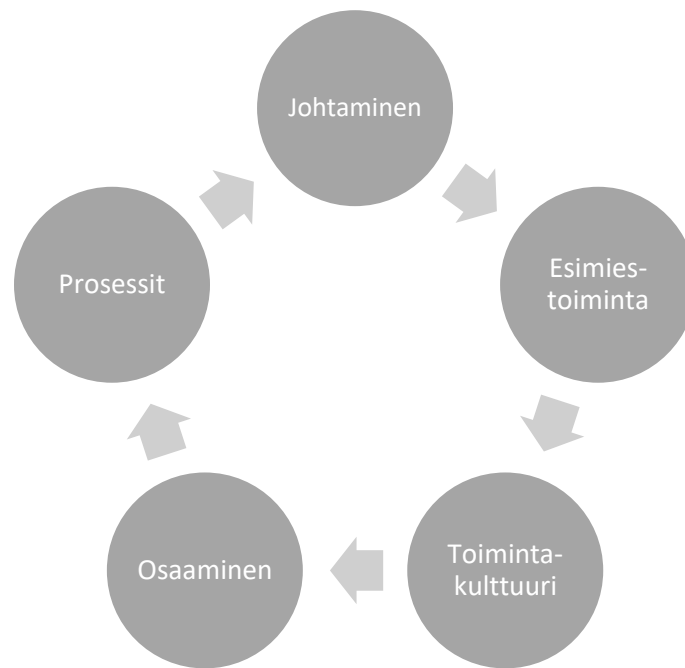 Johtaminen
Esimies-
toiminta
Toiminta-
kulttuuri
Osaaminen
Prosessit